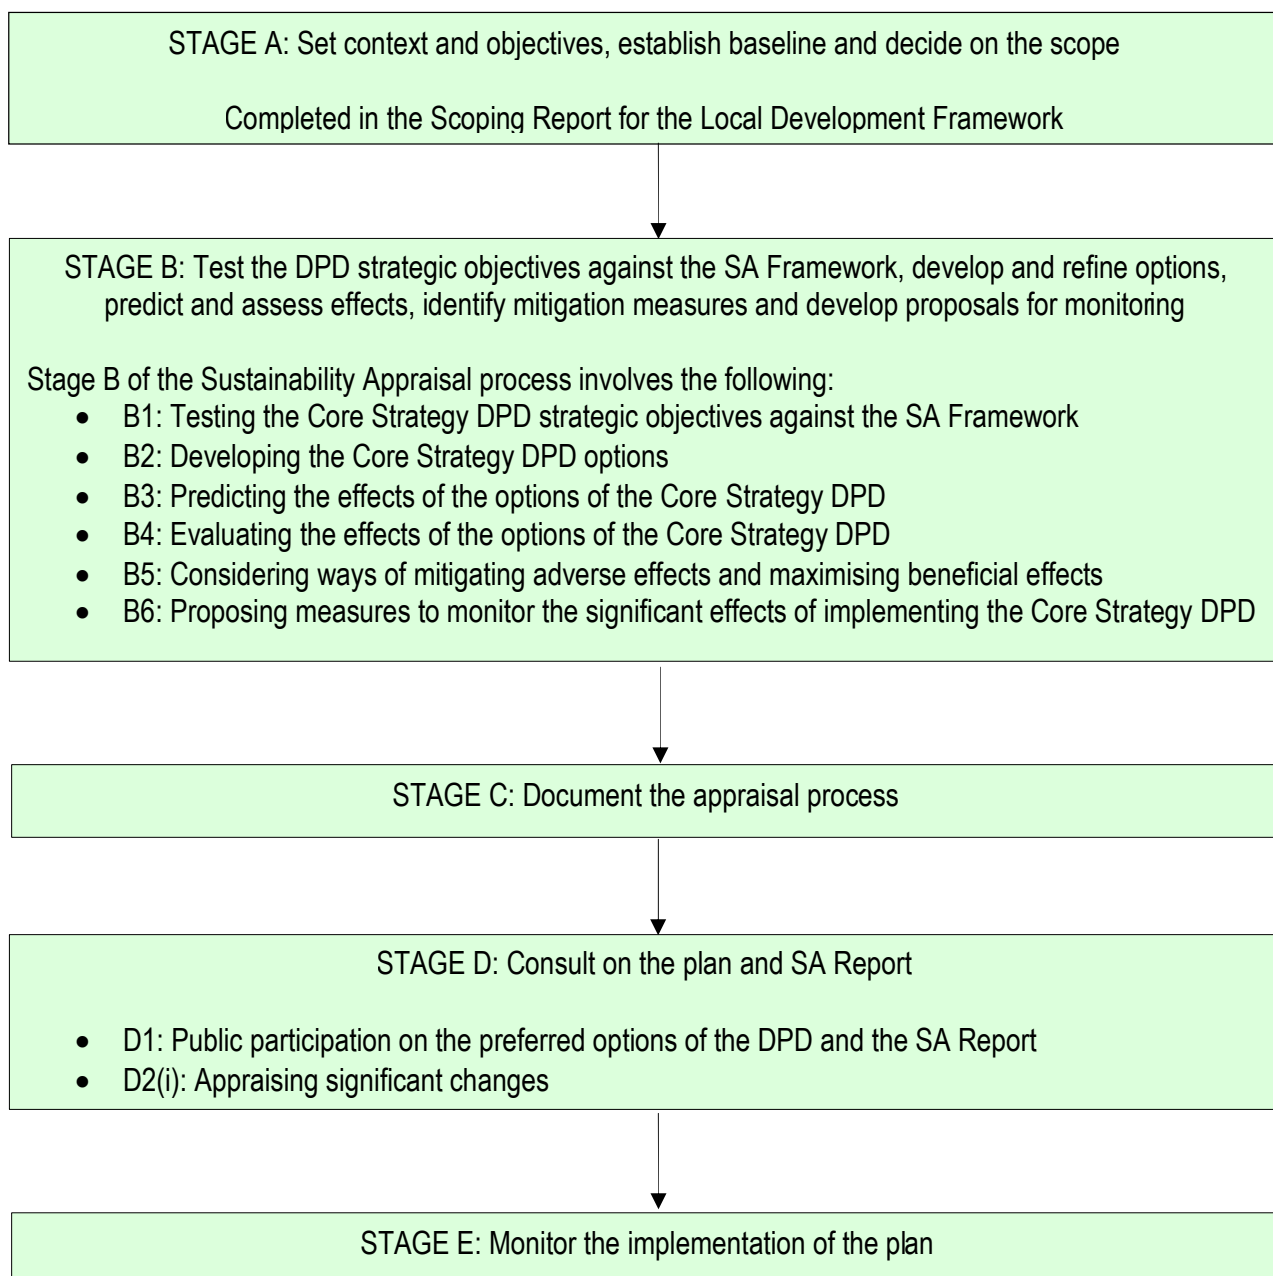 STAGE A: Set context and objectives, establish baseline and decide on the scope
Completed in the Scoping Report for the Local Development Framework
STAGE B: Test the DPD strategic objectives against the SA Framework, develop and refine options,
predict and assess effects, identify mitigation measures and develop proposals for monitoring
Stage B of the Sustainability Appraisal process involves the following:
• B1: Testing the Core Strategy DPD strategic objectives against the SA Framework
• B2: Developing the Core Strategy DPD options
• B3: Predicting the effects of the options of the Core Strategy DPD
• B4: Evaluating the effects of the options of the Core Strategy DPD
• B5: Considering ways of mitigating adverse effects and maximising beneficial effects
• B6: Proposing measures to monitor the significant effects of implementing the Core Strategy DPD
STAGE C: Document the appraisal process
STAGE D: Consult on the plan and SA Report
• D1: Public participation on the preferred options of the DPD and the SA Report
• D2(i): Appraising significant changes
STAGE E: Monitor the implementation of the plan